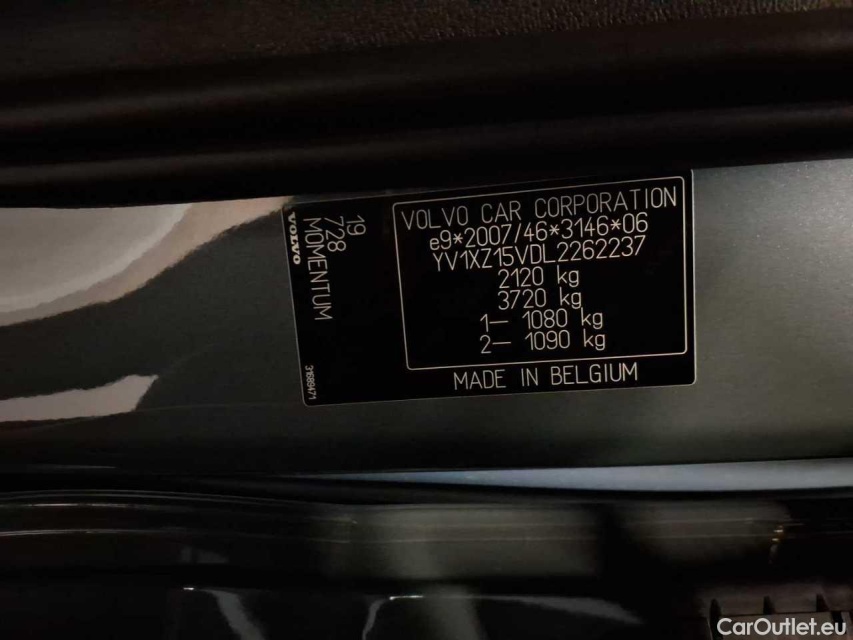 VOLVO CAR CORPORATION
e9*2007/46*3146*06
YV1XZ15VDL2262237
2120 kg
3720 kg
1– 1080 kg
2– 1090 kg
MADE IN BELGIUM
19
728
MOMENTUM
VOLVO
31689471
CarOutlet.eu